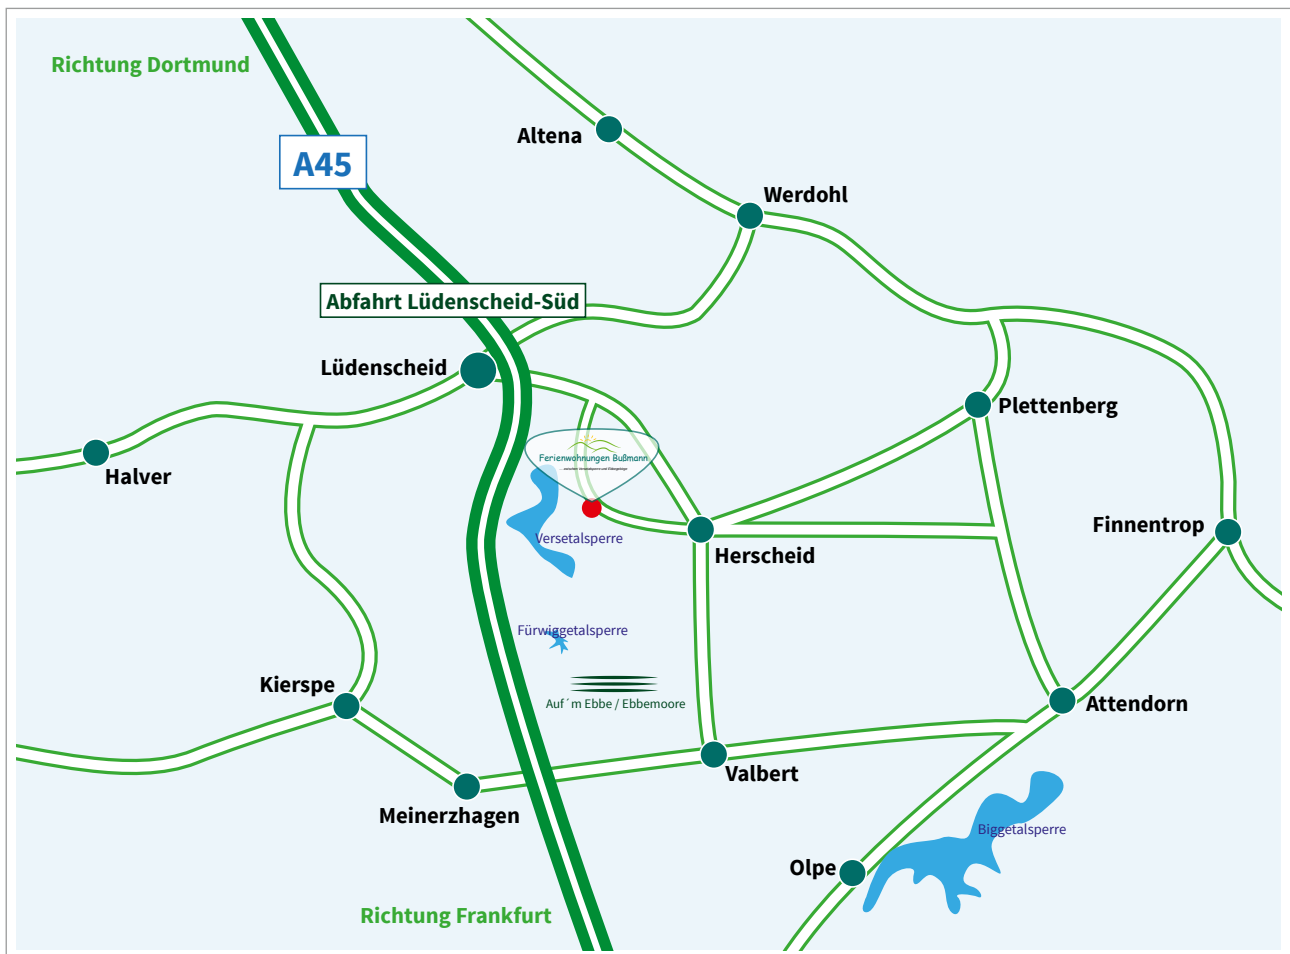 Richtung Dortmund
A45
Altena
Werdohl
Abfahrt Lüdenscheid-Süd
Lüdenscheid
Plettenberg
Halver
Ferienwohnungen Bußmann
Finnentrop
Versetalsperre
Herscheid
Fürwiggetalsperre
Kierspe
Auf´m Ebbe / Ebbemoore
Attendorn
Valbert
Meinerzhagen
Biggetalsperre
Olpe
Richtung Frankfurt